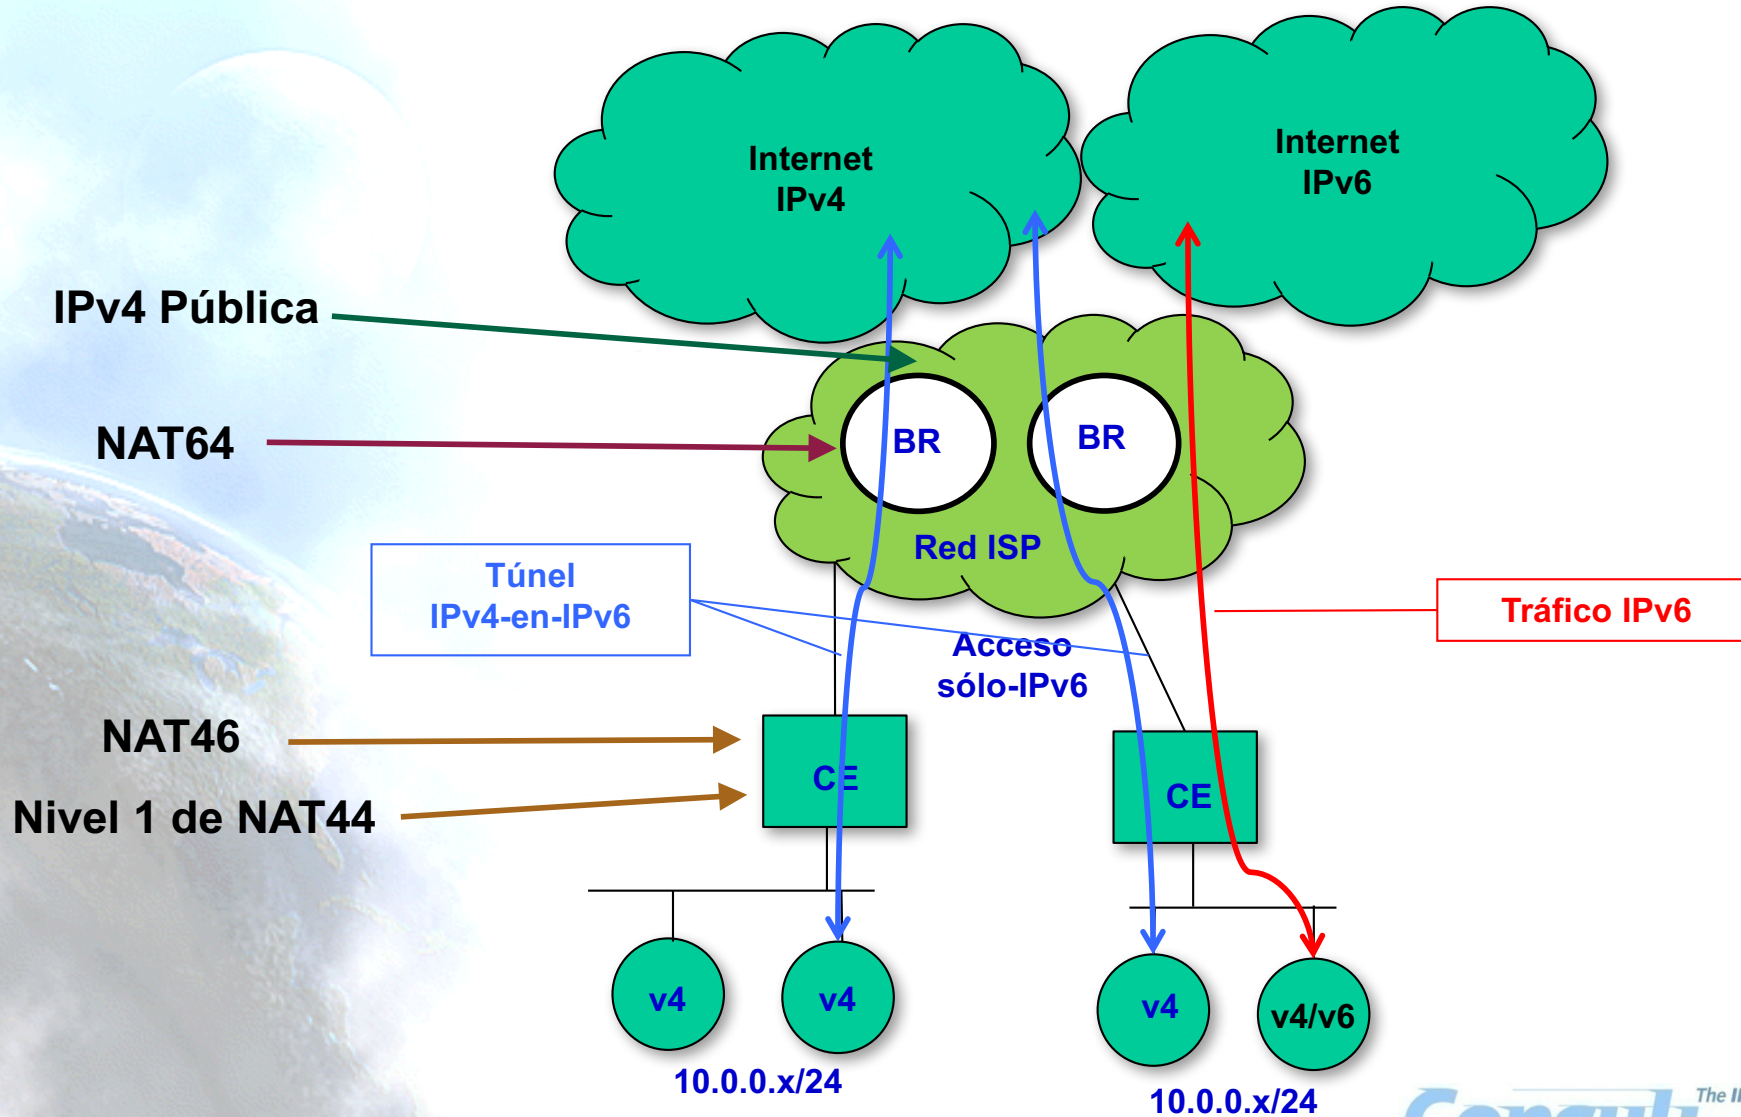 Internet
IPv4
Internet
IPv6
IPv4 Pública
NAT64
BR
BR
Red ISP
Túnel
IPv4-en-IPv6
Tráfico IPv6
Acceso
sólo-IPv6
NAT46
Nivel 1 de NAT44
CE
CE
v4
v4
v4
v4/v6
10.0.0.x/24
10.0.0.x/24
The